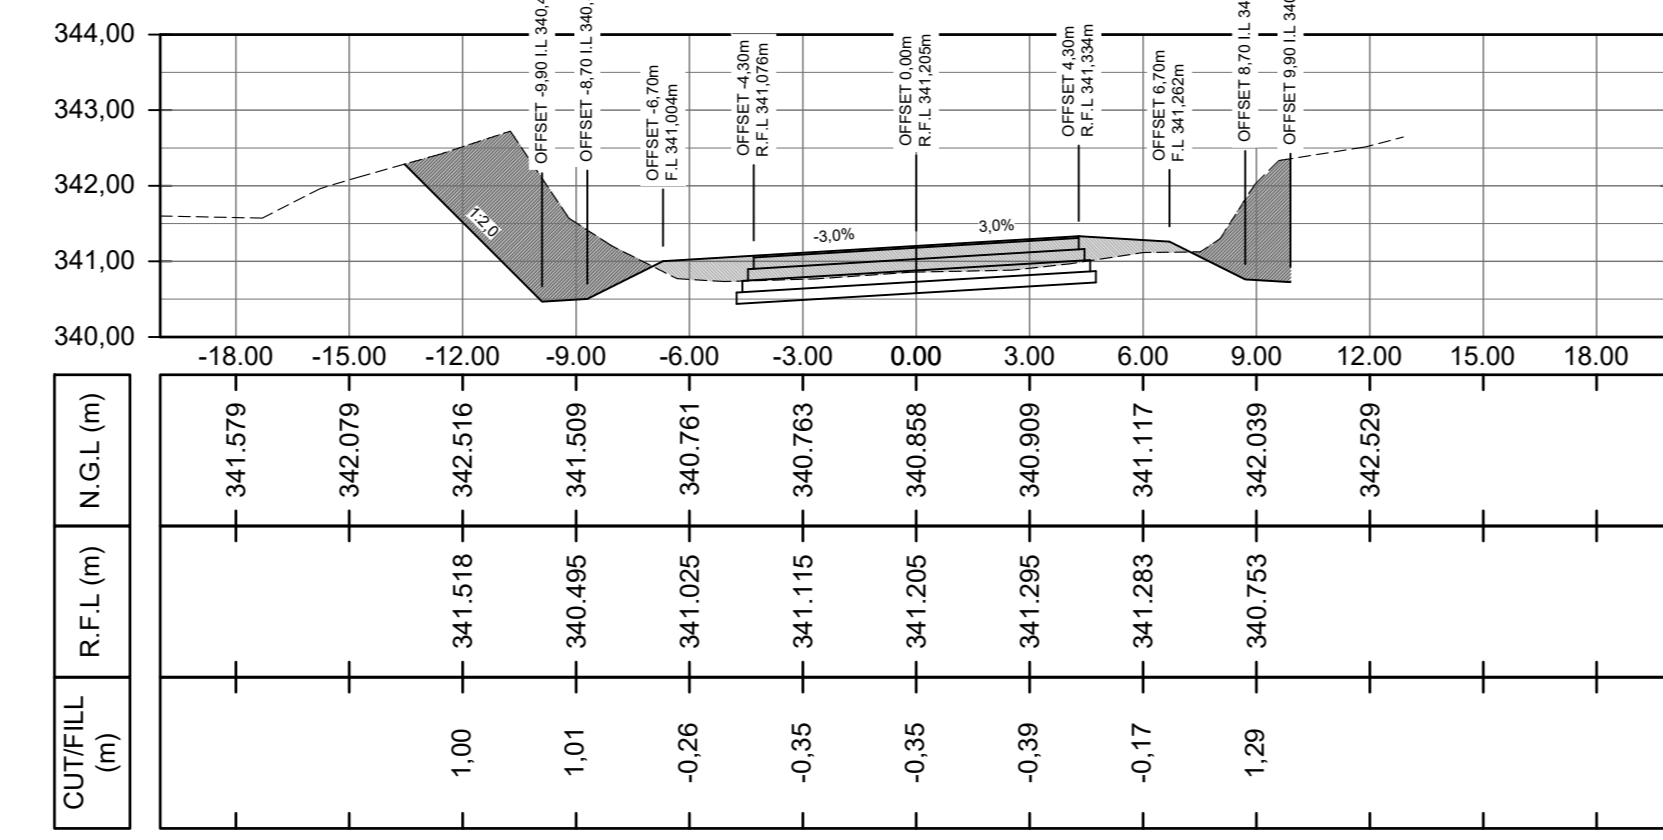 344,00
343,00
342,00
341,00
340,00
OFFSET -9,90 I.L
OFFSET -8,70 I.L
OFFSET -6,70m
F.L 341,004m
OFFSET -4,30m
R.F.L 341,076m
OFFSET 0,00m
R.F.L 341,205m
OFFSET 4,30m
R.F.L 341,334m
OFFSET 6,70m
F.L 341,262m
OFFSET 8,70 I.L
OFFSET 9,90 I.L
1:2,0
-3,0%
3,0%
-18.00 -15.00 -12.00 -9.00 -6.00 -3.00 0.00 3.00 6.00 9.00 12.00 15.00 18.00
N.G.L (m)
341.579 342.079 342.516 341.509 340.761 340.763 340.858 340.909 341.117 342.039 342.529
R.F.L (m)
341.518 340.495 341.025 341.115 341.205 341.295 341.283 340.753
CUT/FILL
(m)
1,00 1,01 -0,26 -0,35 -0,35 -0,39 -0,17 1,29